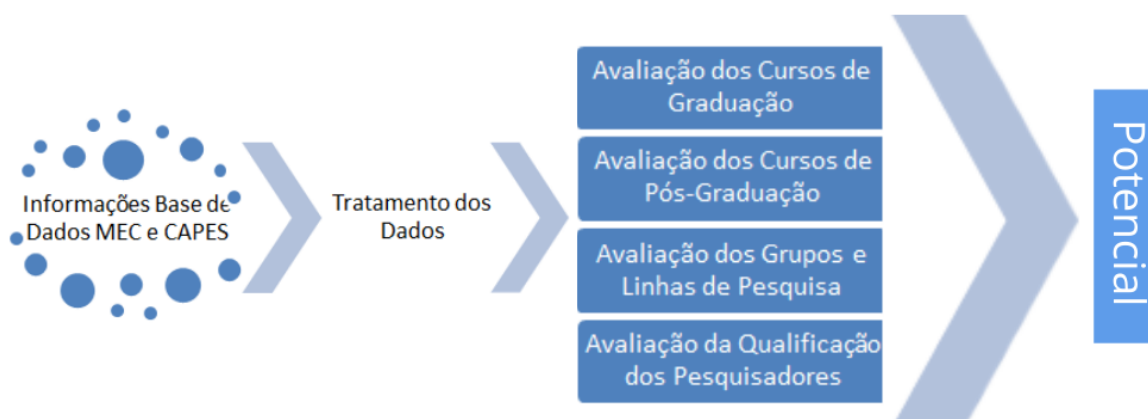 Informações Base de
Dados MEC e CAPES
Tratamento dos
Dados
Avaliação dos Cursos de
Graduação
Avaliação dos Cursos de
Pós-Graduação
Avaliação dos Grupos e
Linhas de Pesquisa
Avaliação da Qualificação
dos Pesquisadores
Potencial